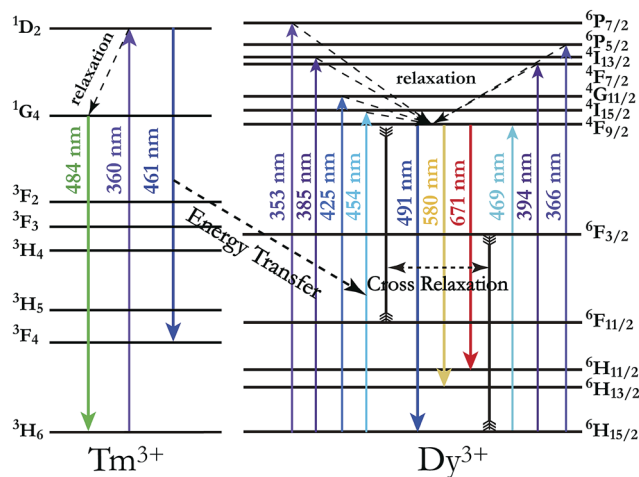 ¹D₂
relaxation
¹G₄
484 nm
360 nm
461 nm
³F₂
³F₃
³H₄
³H₅
³F₄
³H₆
Tm³⁺
Energy Transfer
⁶P₇/₂
⁶P₅/₂
⁴I₁₃/₂
⁴F₇/₂
⁴G₁₁/₂
⁴I₁₅/₂
⁴F₉/₂
relaxation
353 nm
385 nm
425 nm
454 nm
491 nm
580 nm
671 nm
469 nm
394 nm
366 nm
⁶F₃/₂
Cross Relaxation
⁶F₁₁/₂
⁶H₁₁/₂
⁶H₁₃/₂
⁶H₁₅/₂
Dy³⁺